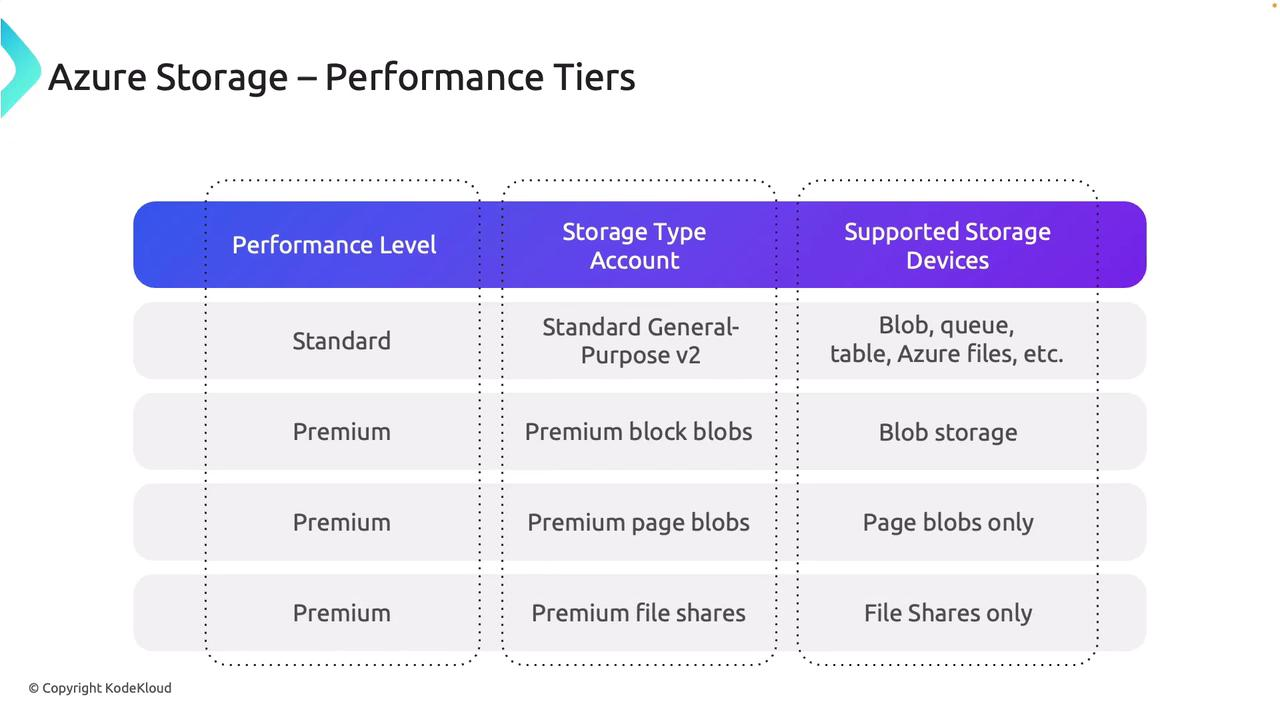 Azure Storage – Performance Tiers
Performance Level
Storage Type
Account
Supported Storage
Devices
Standard
Standard General-
Purpose v2
Blob, queue,
table, Azure files, etc.
Premium
Premium block blobs
Blob storage
Premium
Premium page blobs
Page blobs only
Premium
Premium file shares
File Shares only
© Copyright KodeKloud